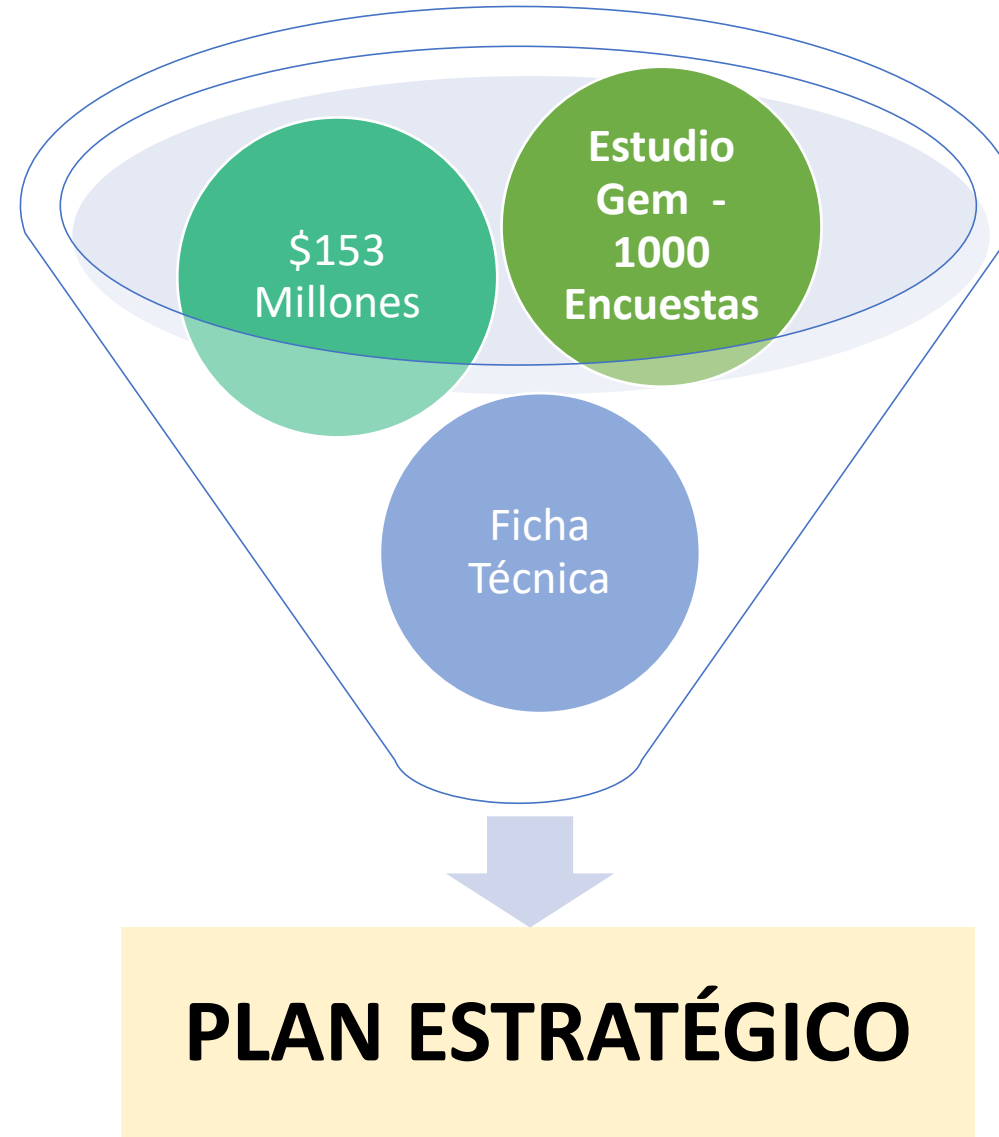 $153
Millones
Estudio
Gem -
1000
Encuestas
Ficha
Técnica
PLAN ESTRATÉGICO